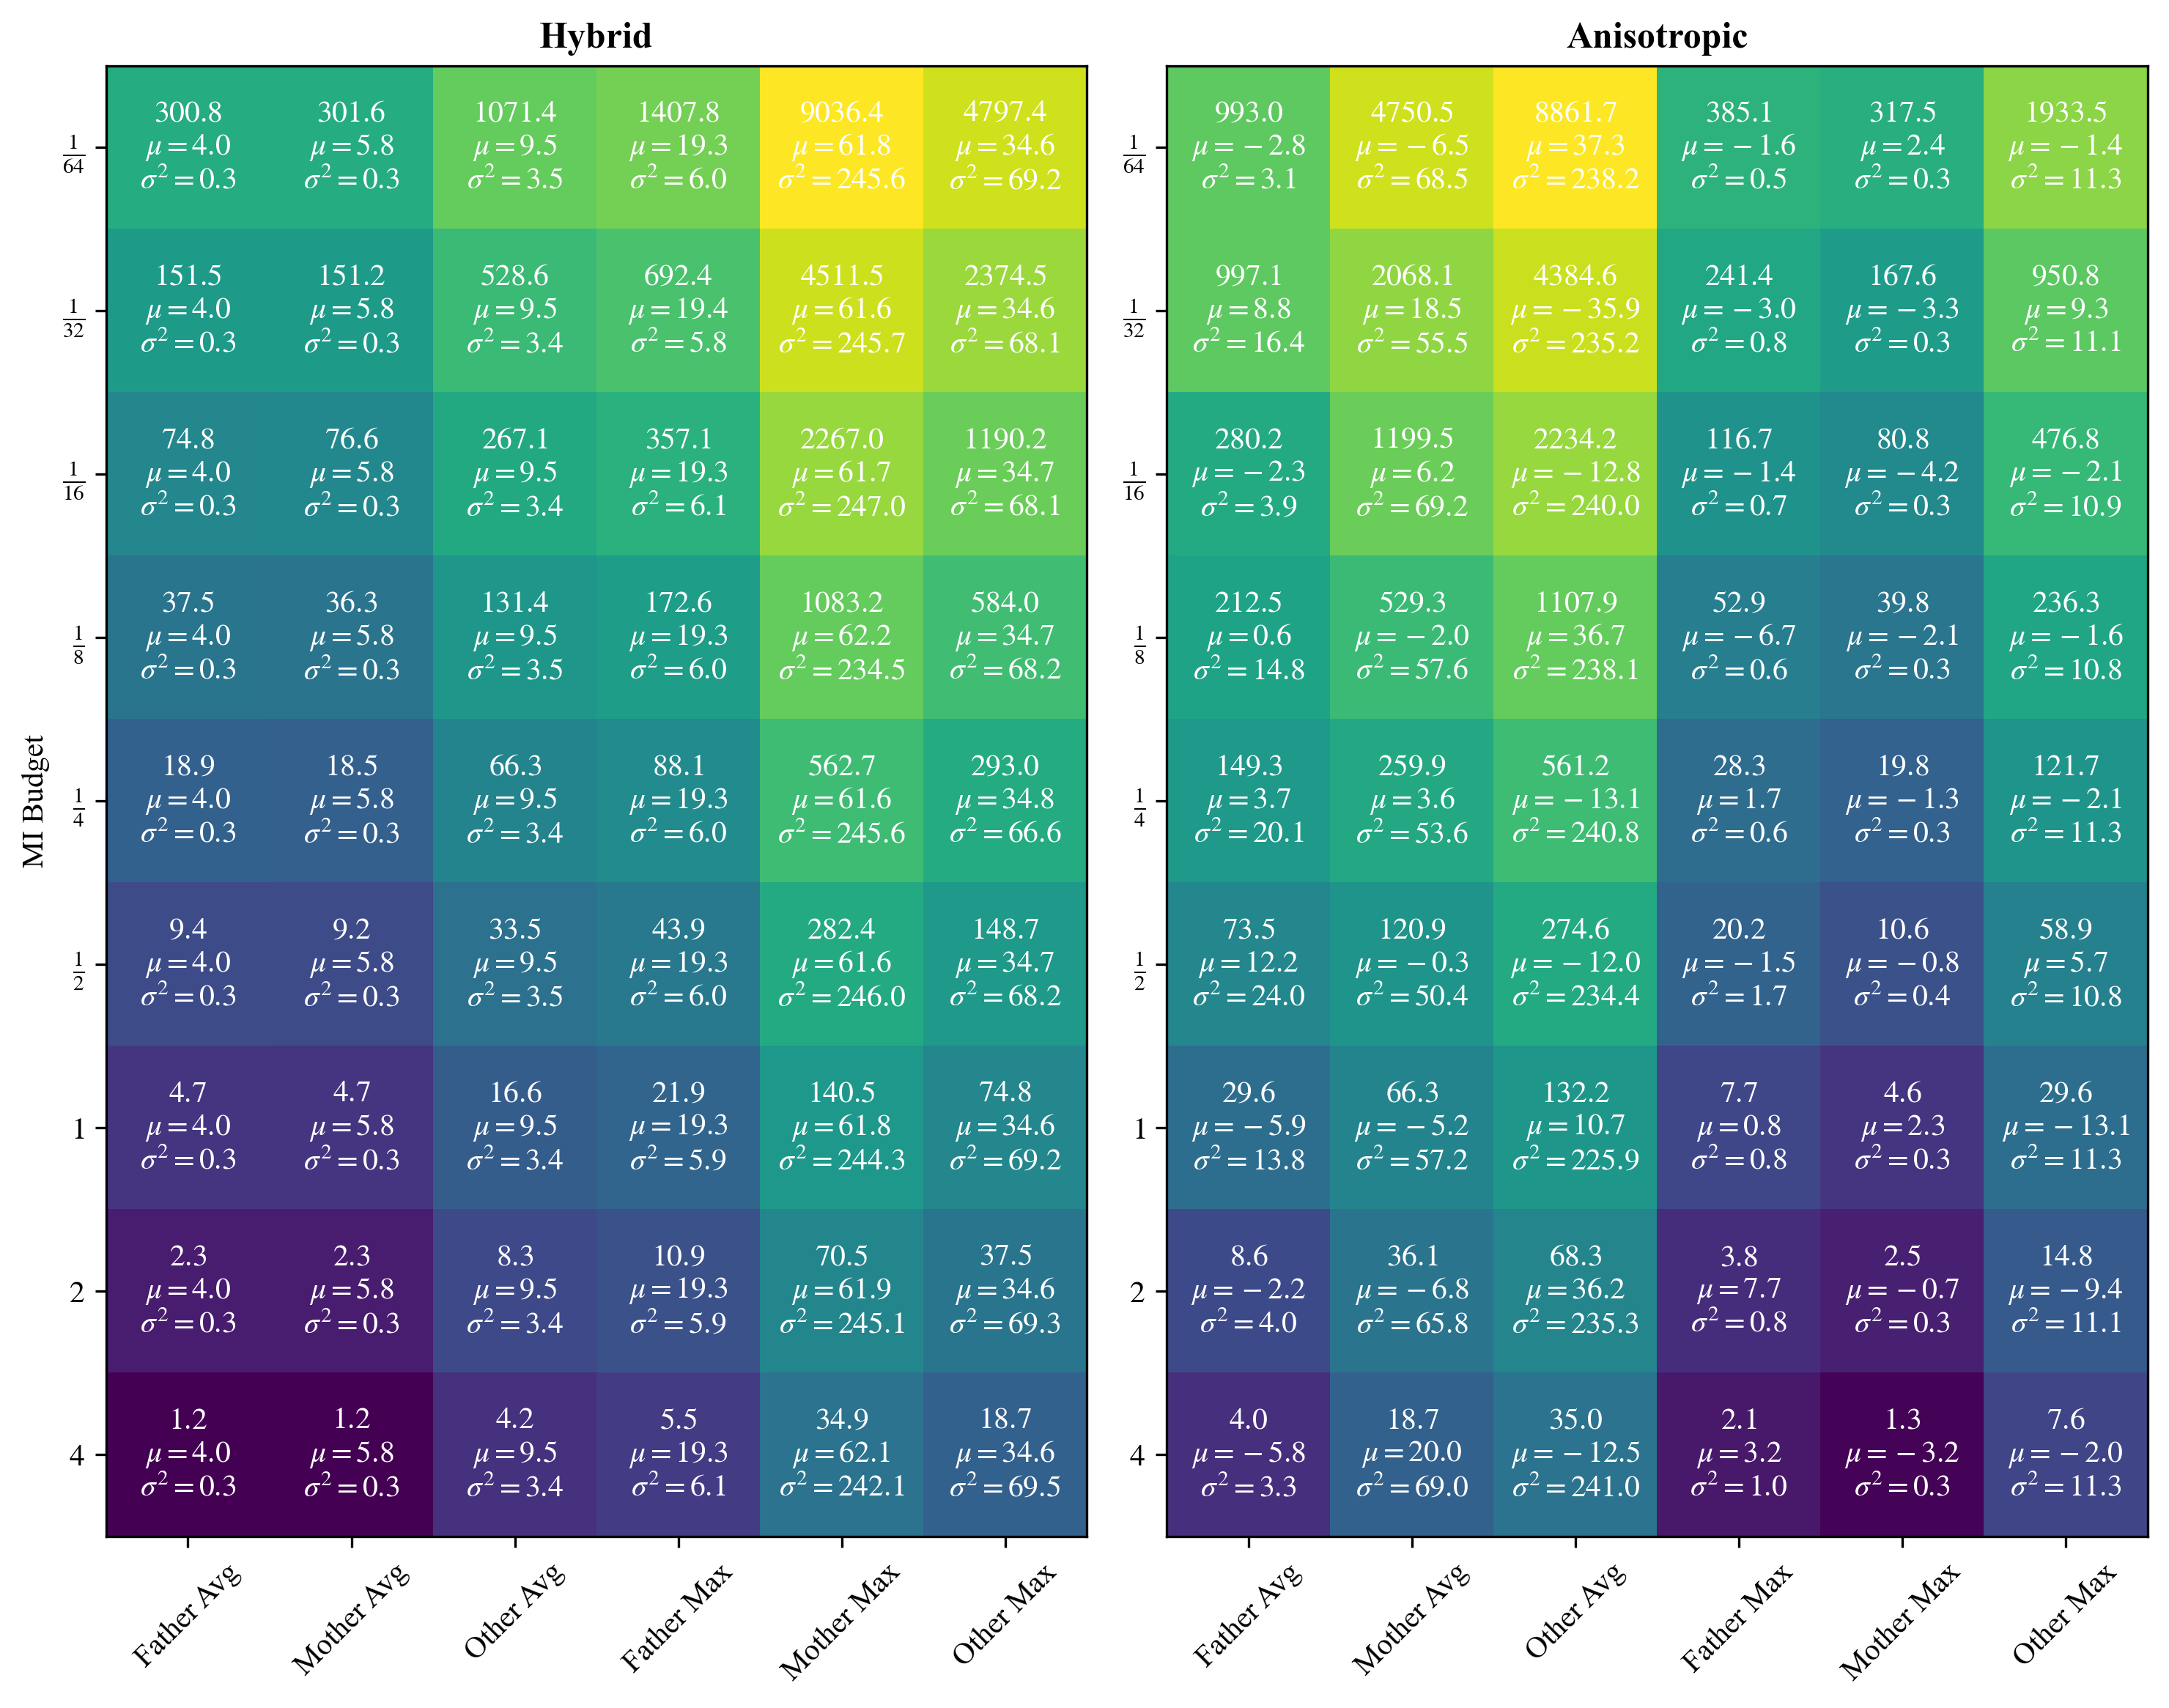 Hybrid
Anisotropic
MI Budget
1/64
300.8
μ = 4.0
σ² = 0.3
301.6
μ = 5.8
σ² = 0.3
1071.4
μ = 9.5
σ² = 3.5
1407.8
μ = 19.3
σ² = 6.0
9036.4
μ = 61.8
σ² = 245.6
4797.4
μ = 34.6
σ² = 69.2
1/32
151.5
μ = 4.0
σ² = 0.3
151.2
μ = 5.8
σ² = 0.3
528.6
μ = 9.5
σ² = 3.4
692.4
μ = 19.4
σ² = 5.8
4511.5
μ = 61.6
σ² = 245.7
2374.5
μ = 34.6
σ² = 68.1
1/16
74.8
μ = 4.0
σ² = 0.3
76.6
μ = 5.8
σ² = 0.3
267.1
μ = 9.5
σ² = 3.4
357.1
μ = 19.3
σ² = 6.1
2267.0
μ = 61.7
σ² = 247.0
1190.2
μ = 34.7
σ² = 68.1
1/8
37.5
μ = 4.0
σ² = 0.3
36.3
μ = 5.8
σ² = 0.3
131.4
μ = 9.5
σ² = 3.5
172.6
μ = 19.3
σ² = 6.0
1083.2
μ = 62.2
σ² = 234.5
584.0
μ = 34.7
σ² = 68.2
1/4
18.9
μ = 4.0
σ² = 0.3
18.5
μ = 5.8
σ² = 0.3
66.3
μ = 9.5
σ² = 3.4
88.1
μ = 19.3
σ² = 6.0
562.7
μ = 61.6
σ² = 245.6
293.0
μ = 34.8
σ² = 66.6
1/2
9.4
μ = 4.0
σ² = 0.3
9.2
μ = 5.8
σ² = 0.3
33.5
μ = 9.5
σ² = 3.5
43.9
μ = 19.3
σ² = 6.0
282.4
μ = 61.6
σ² = 246.0
148.7
μ = 34.7
σ² = 68.2
1
4.7
μ = 4.0
σ² = 0.3
4.7
μ = 5.8
σ² = 0.3
16.6
μ = 9.5
σ² = 3.4
21.9
μ = 19.3
σ² = 5.9
140.5
μ = 61.8
σ² = 244.3
74.8
μ = 34.6
σ² = 69.2
2
2.3
μ = 4.0
σ² = 0.3
2.3
μ = 5.8
σ² = 0.3
8.3
μ = 9.5
σ² = 3.4
10.9
μ = 19.3
σ² = 5.9
70.5
μ = 61.9
σ² = 245.1
37.5
μ = 34.6
σ² = 69.3
4
1.2
μ = 4.0
σ² = 0.3
1.2
μ = 5.8
σ² = 0.3
4.2
μ = 9.5
σ² = 3.4
5.5
μ = 19.3
σ² = 6.1
34.9
μ = 62.1
σ² = 242.1
18.7
μ = 34.6
σ² = 69.5
Father Avg
Mother Avg
Other Avg
Father Max
Mother Max
Other Max
1/64
993.0
μ = −2.8
σ² = 3.1
4750.5
μ = −6.5
σ² = 68.5
8861.7
μ = 37.3
σ² = 238.2
385.1
μ = −1.6
σ² = 0.5
317.5
μ = 2.4
σ² = 0.3
1933.5
μ = −1.4
σ² = 11.3
1/32
997.1
μ = 8.8
σ² = 16.4
2068.1
μ = 18.5
σ² = 55.5
4384.6
μ = −35.9
σ² = 235.2
241.4
μ = −3.0
σ² = 0.8
167.6
μ = −3.3
σ² = 0.3
950.8
μ = 9.3
σ² = 11.1
1/16
280.2
μ = −2.3
σ² = 3.9
1199.5
μ = 6.2
σ² = 69.2
2234.2
μ = −12.8
σ² = 240.0
116.7
μ = −1.4
σ² = 0.7
80.8
μ = −4.2
σ² = 0.3
476.8
μ = −2.1
σ² = 10.9
1/8
212.5
μ = 0.6
σ² = 14.8
529.3
μ = −2.0
σ² = 57.6
1107.9
μ = 36.7
σ² = 238.1
52.9
μ = −6.7
σ² = 0.6
39.8
μ = −2.1
σ² = 0.3
236.3
μ = −1.6
σ² = 10.8
1/4
149.3
μ = 3.7
σ² = 20.1
259.9
μ = 3.6
σ² = 53.6
561.2
μ = −13.1
σ² = 240.8
28.3
μ = 1.7
σ² = 0.6
19.8
μ = −1.3
σ² = 0.3
121.7
μ = −2.1
σ² = 11.3
1/2
73.5
μ = 12.2
σ² = 24.0
120.9
μ = −0.3
σ² = 50.4
274.6
μ = −12.0
σ² = 234.4
20.2
μ = −1.5
σ² = 1.7
10.6
μ = −0.8
σ² = 0.4
58.9
μ = 5.7
σ² = 10.8
1
29.6
μ = −5.9
σ² = 13.8
66.3
μ = −5.2
σ² = 57.2
132.2
μ = 10.7
σ² = 225.9
7.7
μ = 0.8
σ² = 0.8
4.6
μ = 2.3
σ² = 0.3
29.6
μ = −13.1
σ² = 11.3
2
8.6
μ = −2.2
σ² = 4.0
36.1
μ = −6.8
σ² = 65.8
68.3
μ = 36.2
σ² = 235.3
3.8
μ = 7.7
σ² = 0.8
2.5
μ = −0.7
σ² = 0.3
14.8
μ = −9.4
σ² = 11.1
4
4.0
μ = −5.8
σ² = 3.3
18.7
μ = 20.0
σ² = 69.0
35.0
μ = −12.5
σ² = 241.0
2.1
μ = 3.2
σ² = 1.0
1.3
μ = −3.2
σ² = 0.3
7.6
μ = −2.0
σ² = 11.3
Father Avg
Mother Avg
Other Avg
Father Max
Mother Max
Other Max